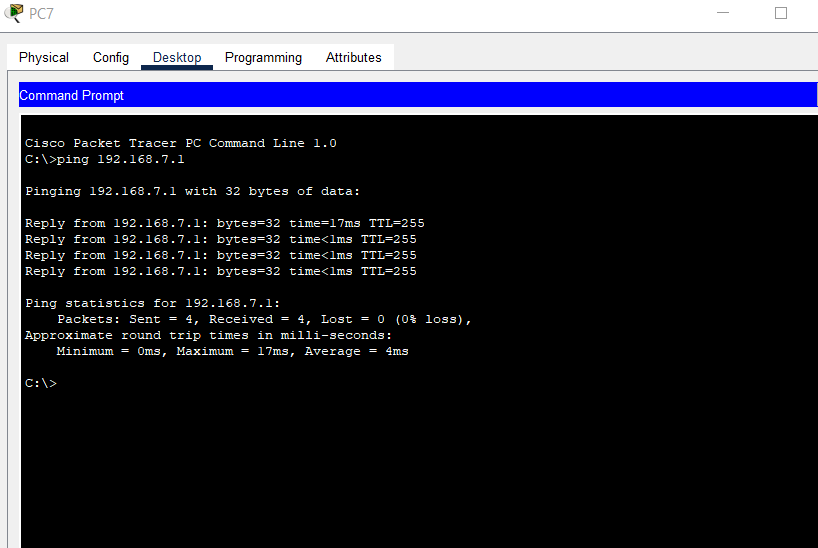 PC7
Physical Config Desktop Programming Attributes
Command Prompt
Cisco Packet Tracer PC Command Line 1.0
C:\>ping 192.168.7.1
Pinging 192.168.7.1 with 32 bytes of data:
Reply from 192.168.7.1: bytes=32 time=17ms TTL=255
Reply from 192.168.7.1: bytes=32 time<1ms TTL=255
Reply from 192.168.7.1: bytes=32 time<1ms TTL=255
Reply from 192.168.7.1: bytes=32 time<1ms TTL=255
Ping statistics for 192.168.7.1:
    Packets: Sent = 4, Received = 4, Lost = 0 (0% loss),
Approximate round trip times in milli-seconds:
    Minimum = 0ms, Maximum = 17ms, Average = 4ms
C:\>